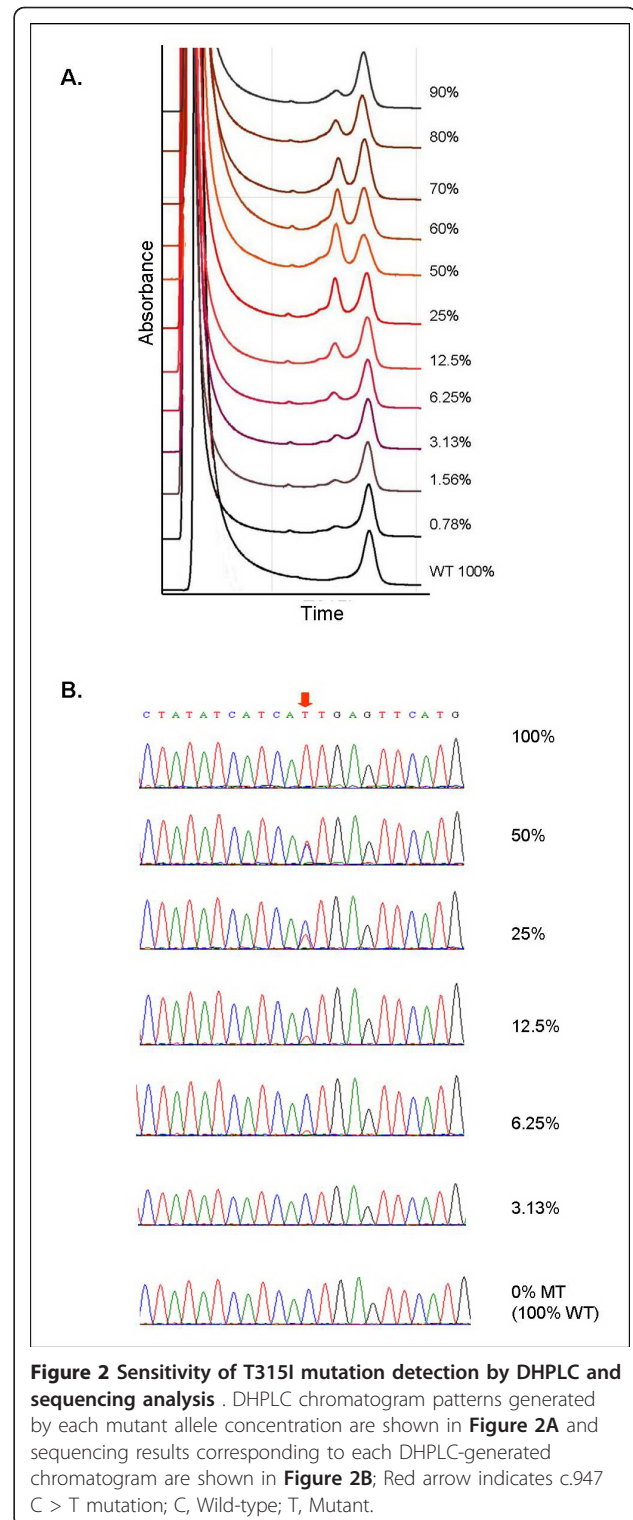 A.
90%
80%
70%
60%
50%
25%
12.5%
6.25%
3.13%
1.56%
0.78%
WT 100%
Absorbance
Time
B.
C T A T A T C A T C A T T G A G T T C A T G
100%
50%
25%
12.5%
6.25%
3.13%
0% MT
(100% WT)
Figure 2 Sensitivity of T315I mutation detection by DHPLC and
sequencing analysis . DHPLC chromatogram patterns generated
by each mutant allele concentration are shown in Figure 2A and
sequencing results corresponding to each DHPLC-generated
chromatogram are shown in Figure 2B; Red arrow indicates c.947
C > T mutation; C, Wild-type; T, Mutant.